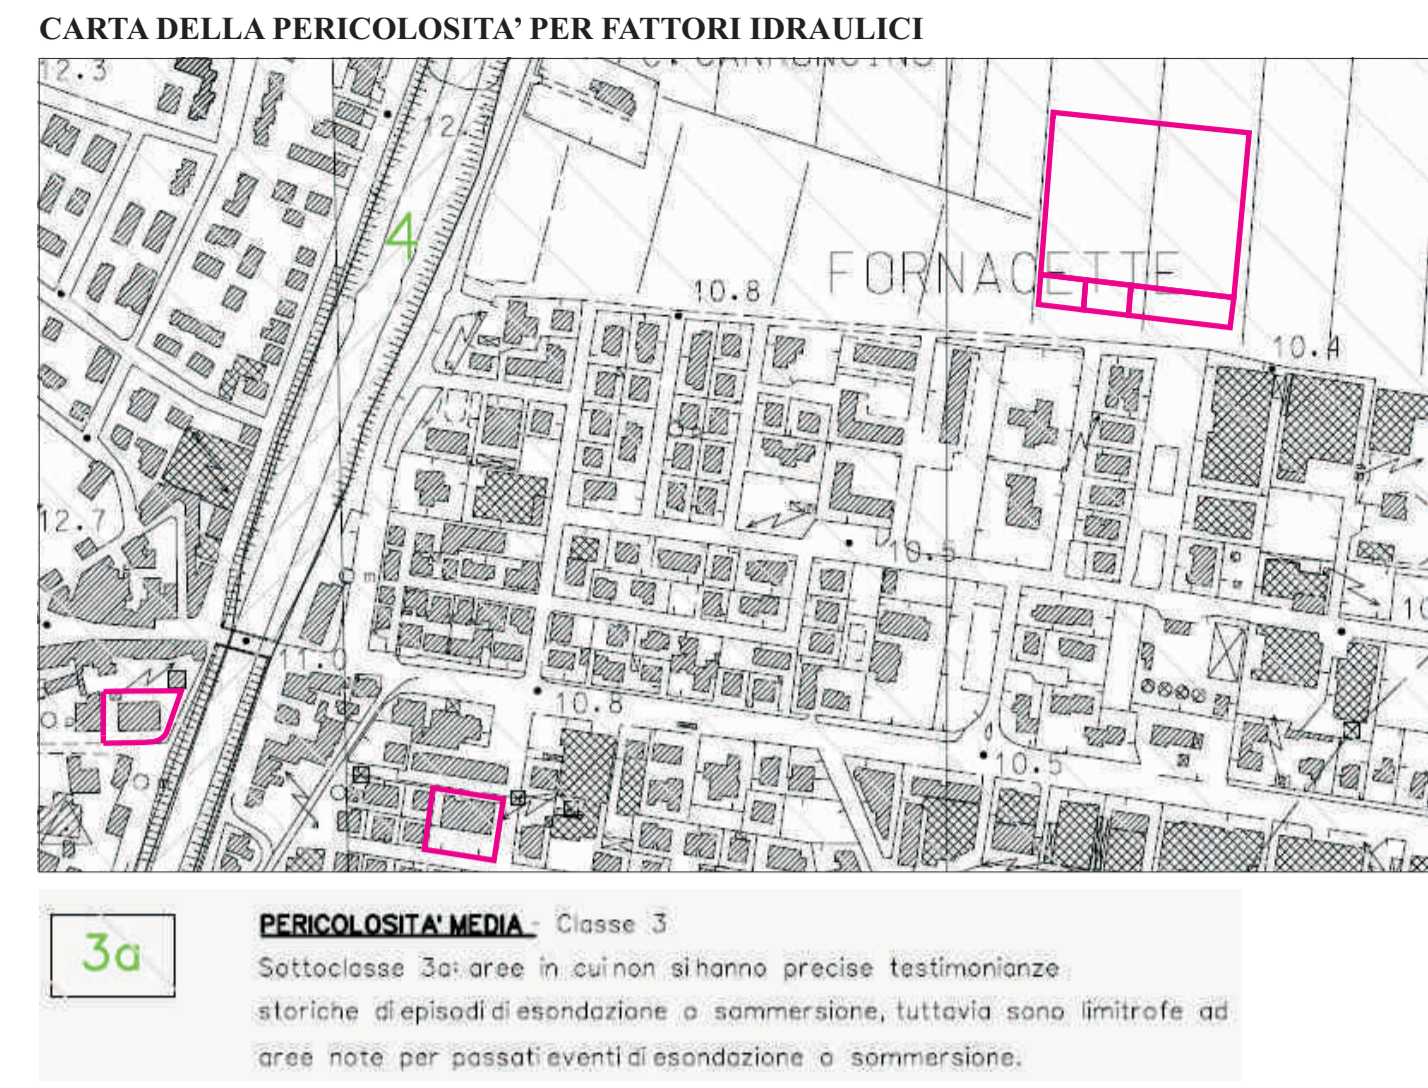 CARTA DELLA PERICOLOSITA’ PER FATTORI IDRAULICI
12.3
12.
4
FORNACETTE
10.8
10.4
12.7
10.5
11.0
10.8
10.5
3a
PERICOLOSITA' MEDIA - Classe 3
Sottoclasse 3a: aree in cui non si hanno precise testimonianze
storiche di episodi di esondazione o sommersione, tuttavia sono limitrofe ad
aree note per passati eventi di esondazione o sommersione.